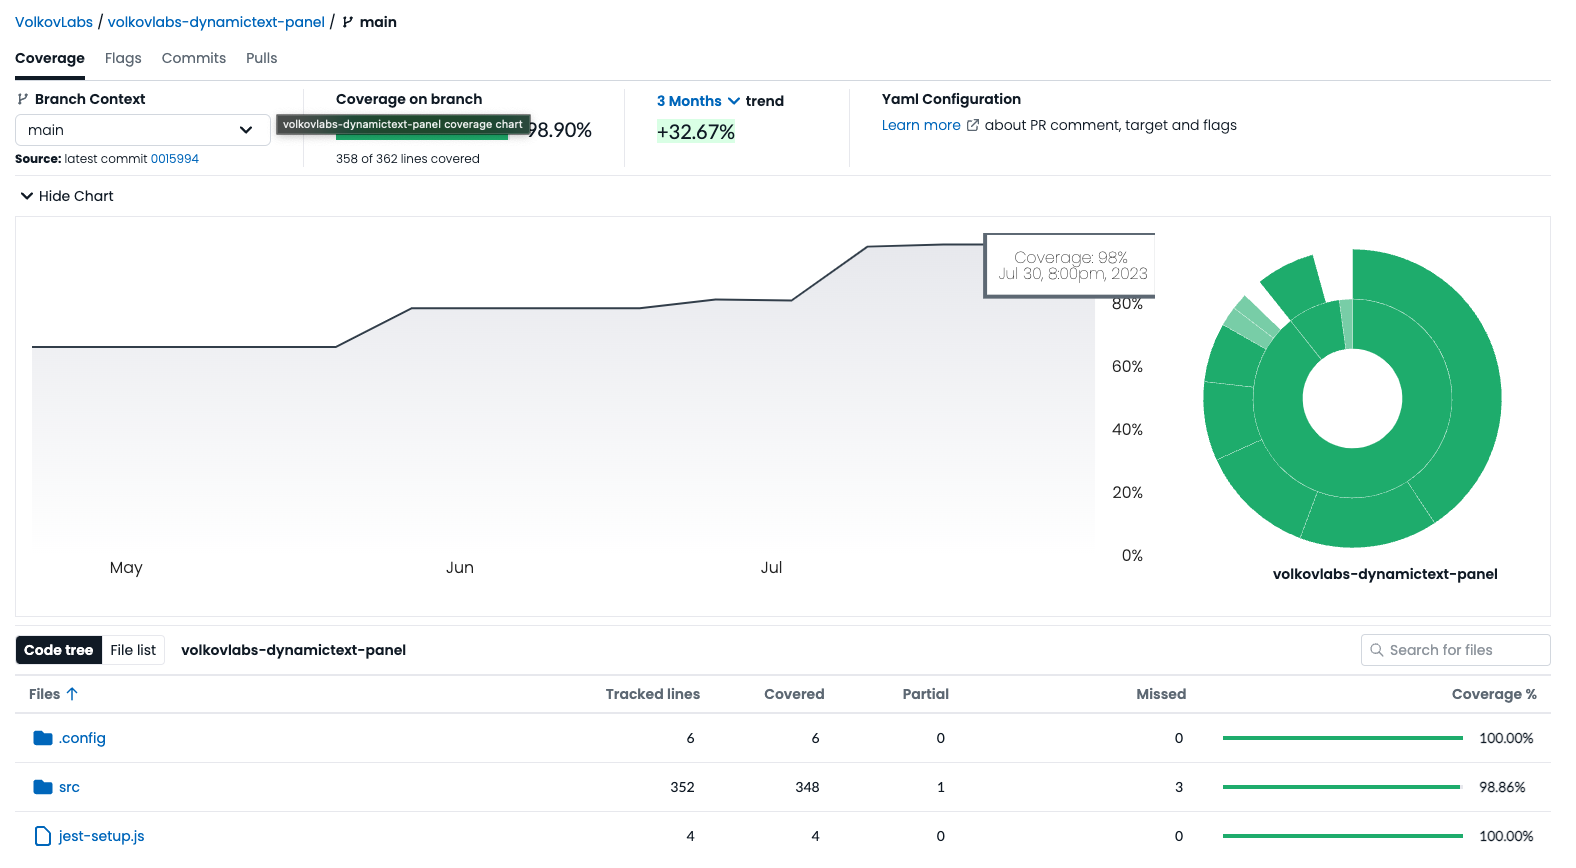 VolkovLabs / volkovlabs-dynamictext-panel / main
Coverage Flags Commits Pulls
Branch Context
main
Source: latest commit 0015994
Coverage on branch
volkovlabs-dynamictext-panel coverage chart
98.90%
358 of 362 lines covered
3 Months trend
+32.67%
Yaml Configuration
Learn more about PR comment, target and flags
Hide Chart
Coverage: 98%
Jul 30, 8:00pm, 2023
80%
60%
40%
20%
0%
May Jun Jul
volkovlabs-dynamictext-panel
Code tree File list volkovlabs-dynamictext-panel Search for files
Files Tracked lines Covered Partial Missed Coverage %
.config 6 6 0 0 100.00%
src 352 348 1 3 98.86%
jest-setup.js 4 4 0 0 100.00%